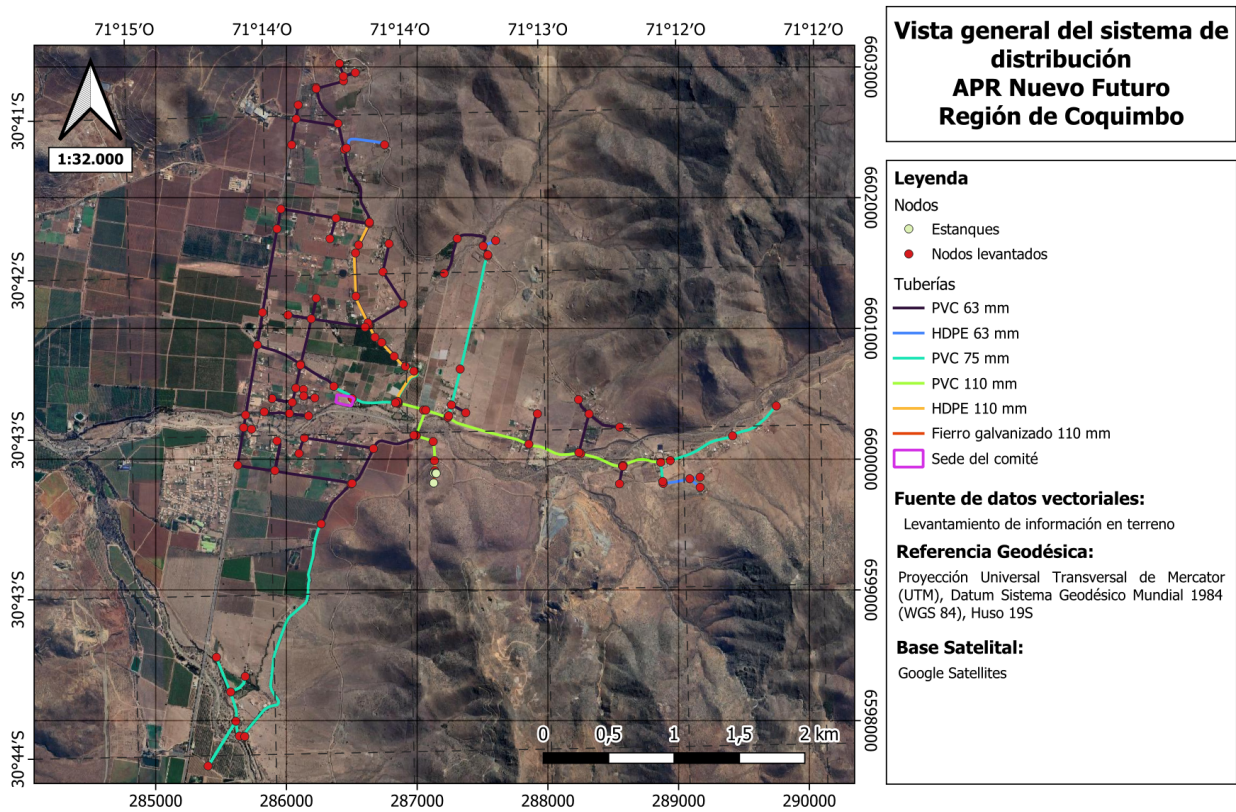 71°15'O 71°14'O 71°14'O 71°13'O 71°12'O 71°12'O
Vista general del sistema de
distribución
APR Nuevo Futuro
Región de Coquimbo
1:32.000
30°41'S
30°42'S
30°43'S
30°43'S
30°44'S
6603000
6602000
6601000
6600000
6599000
6598000
0 0,5 1 1,5 2 km
285000 286000 287000 288000 289000 290000
Leyenda
Nodos
Estanques
Nodos levantados
Tuberías
PVC 63 mm
HDPE 63 mm
PVC 75 mm
PVC 110 mm
HDPE 110 mm
Fierro galvanizado 110 mm
Sede del comité
Fuente de datos vectoriales:
Levantamiento de información en terreno
Referencia Geodésica:
Proyección Universal Transversal de Mercator
(UTM), Datum Sistema Geodésico Mundial 1984
(WGS 84), Huso 19S
Base Satelital:
Google Satellites